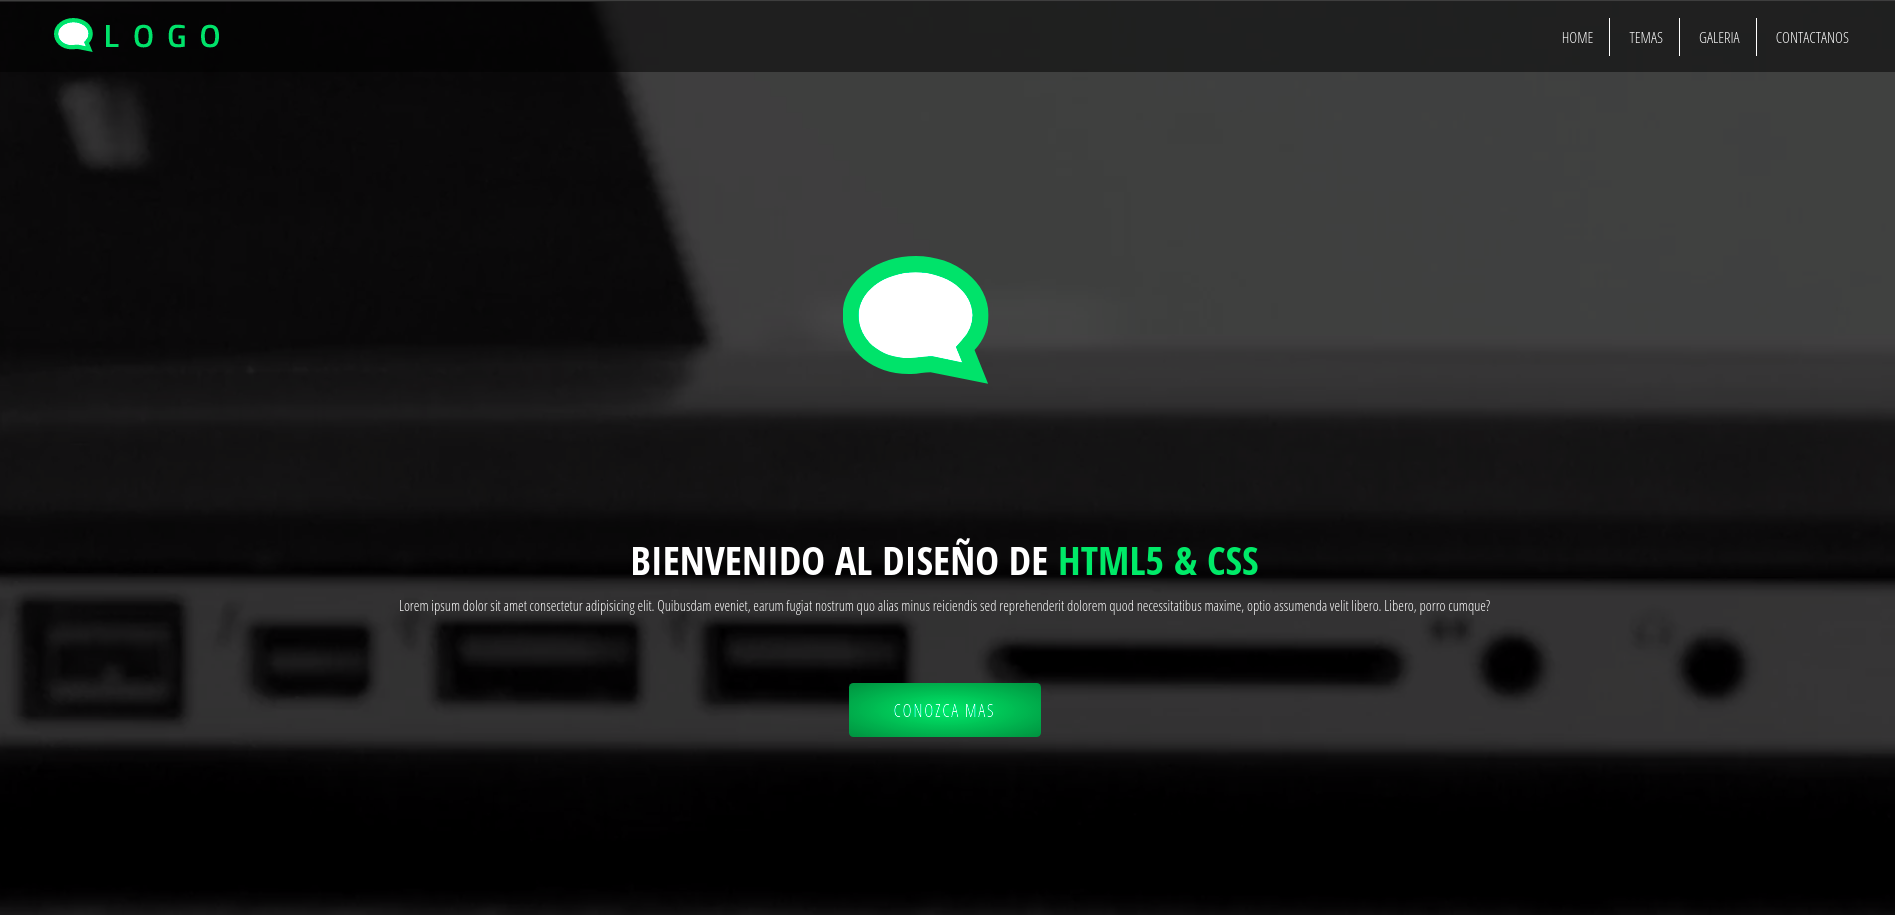 LOGO
HOME
TEMAS
GALERIA
CONTACTANOS
BIENVENIDO AL DISEÑO DE HTML5 & CSS
Lorem ipsum dolor sit amet consectetur adipisicing elit. Quibusdam eveniet, earum fugiat nostrum quo alias minus reiciendis sed reprehenderit dolorem quod necessitatibus maxime, optio assumenda velit libero. Libero, porro cumque?
CONOZCA MAS